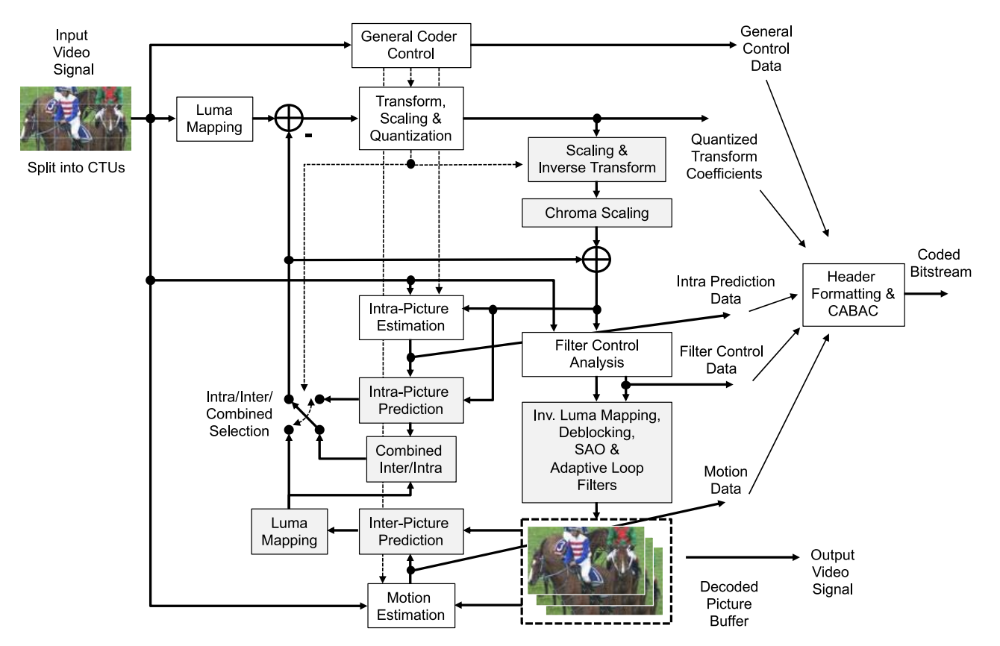 Input
Video
Signal
Split into CTUs
General Coder
Control
General
Control
Data
Luma
Mapping
-
Transform,
Scaling &
Quantization
Quantized
Transform
Coefficients
Scaling &
Inverse Transform
Chroma Scaling
Header
Formatting &
CABAC
Coded
Bitstream
Intra Prediction
Data
Intra-Picture
Estimation
Filter Control
Analysis
Filter Control
Data
Intra/Inter/
Combined
Selection
Intra-Picture
Prediction
Inv. Luma Mapping,
Deblocking,
SAO &
Adaptive Loop
Filters
Combined
Inter/Intra
Motion
Data
Luma
Mapping
Inter-Picture
Prediction
Motion
Estimation
Decoded
Picture
Buffer
Output
Video
Signal